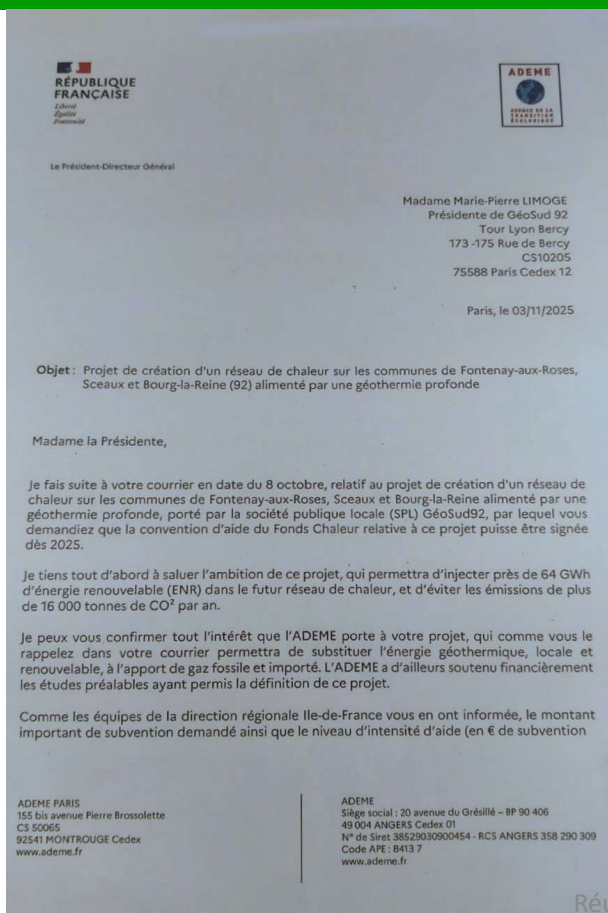 RÉPUBLIQUE
FRANÇAISE
Liberté
Égalité
Fraternité
ADEME
AGENCE DE LA
TRANSITION
ÉCOLOGIQUE
Le Président-Directeur Général
Madame Marie-Pierre LIMOGE
Présidente de GéoSud 92
Tour Lyon Bercy
173 -175 Rue de Bercy
CS10205
75588 Paris Cedex 12
Paris, le 03/11/2025
Objet : Projet de création d'un réseau de chaleur sur les communes de Fontenay-aux-Roses,
Sceaux et Bourg-la-Reine (92) alimenté par une géothermie profonde
Madame la Présidente,
Je fais suite à votre courrier en date du 8 octobre, relatif au projet de création d'un réseau de
chaleur sur les communes de Fontenay-aux-Roses, Sceaux et Bourg-la-Reine alimenté par une
géothermie profonde, porté par la société publique locale (SPL) GéoSud92, par lequel vous
demandiez que la convention d'aide du Fonds Chaleur relative à ce projet puisse être signée
dès 2025.
Je tiens tout d'abord à saluer l'ambition de ce projet, qui permettra d'injecter près de 64 GWh
d'énergie renouvelable (ENR) dans le futur réseau de chaleur, et d'éviter les émissions de plus
de 16 000 tonnes de CO² par an.
Je peux vous confirmer tout l'intérêt que l'ADEME porte à votre projet, qui comme vous le
rappelez dans votre courrier permettra de substituer l'énergie géothermique, locale et
renouvelable, à l'apport de gaz fossile et importé. L'ADEME a d'ailleurs soutenu financièrement
les études préalables ayant permis la définition de ce projet.
Comme les équipes de la direction régionale Ile-de-France vous en ont informée, le montant
important de subvention demandé ainsi que le niveau d'intensité d'aide (en € de subvention
ADEME PARIS
155 bis avenue Pierre Brossolette
CS 50065
92541 MONTROUGE Cedex
www.ademe.fr
ADEME
Siège social : 20 avenue du Grésillé – BP 90 406
49 004 ANGERS Cedex 01
N° de Siret 38529030900454 - RCS ANGERS 358 290 309
Code APE : 8413 7
www.ademe.fr
Réu